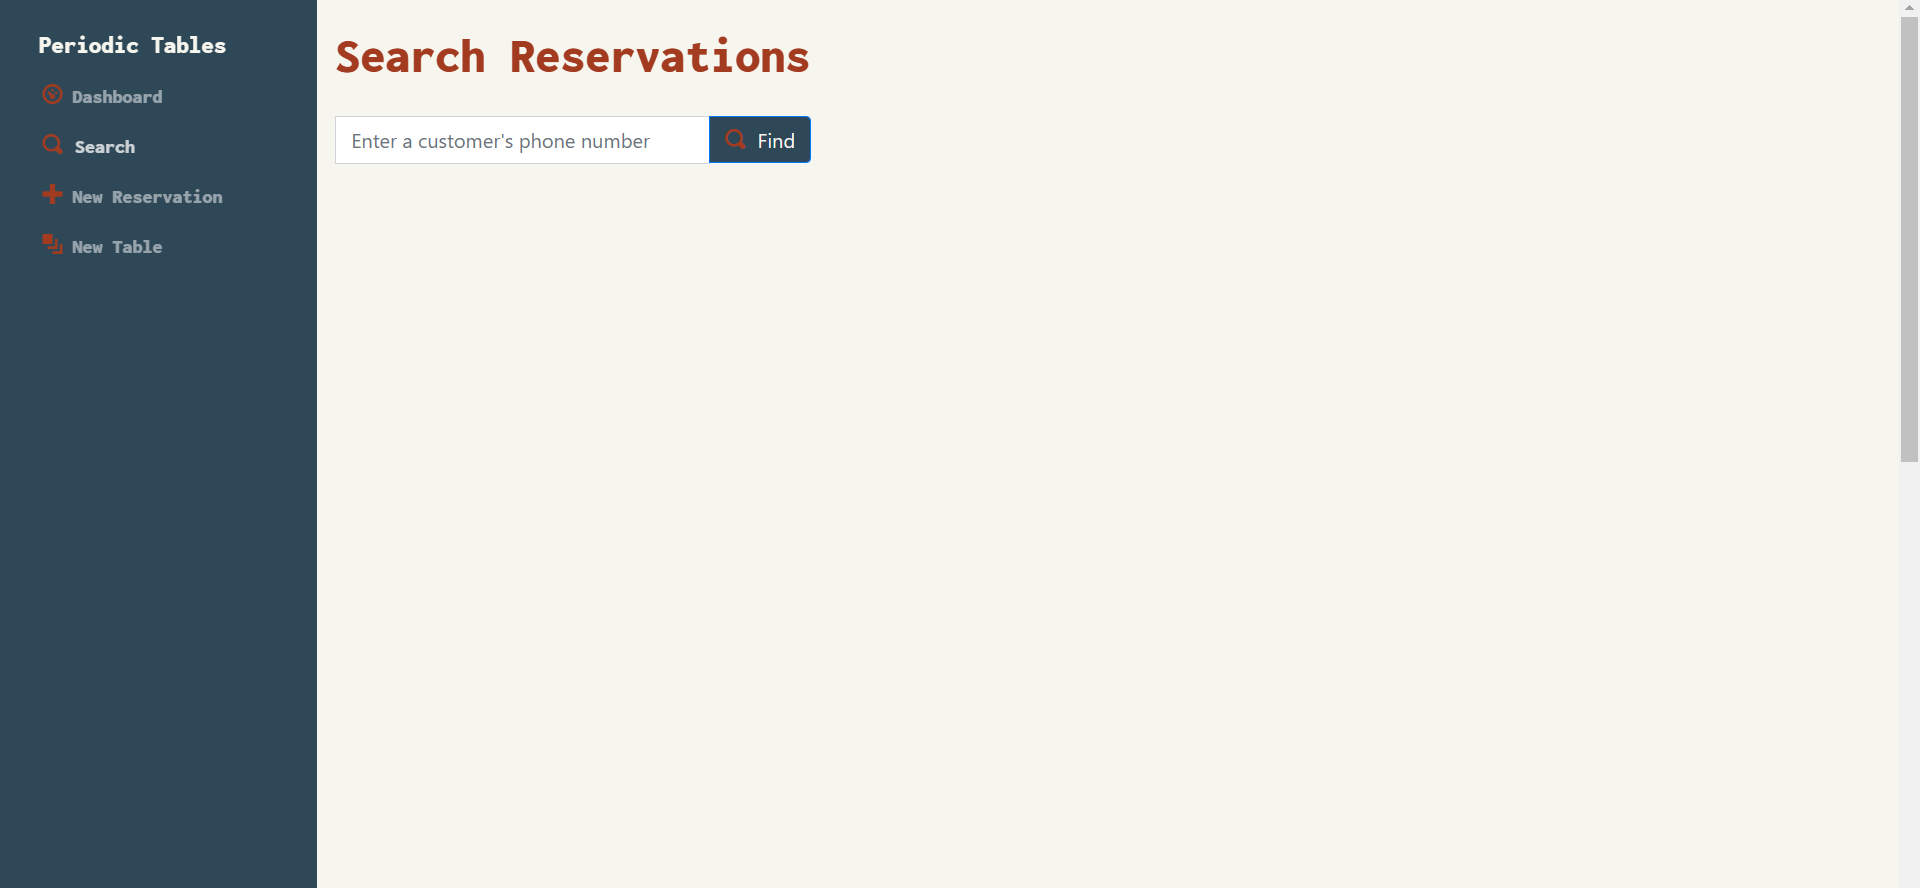 Periodic Tables
Dashboard
Search
New Reservation
New Table
Search Reservations
Enter a customer's phone number
Find